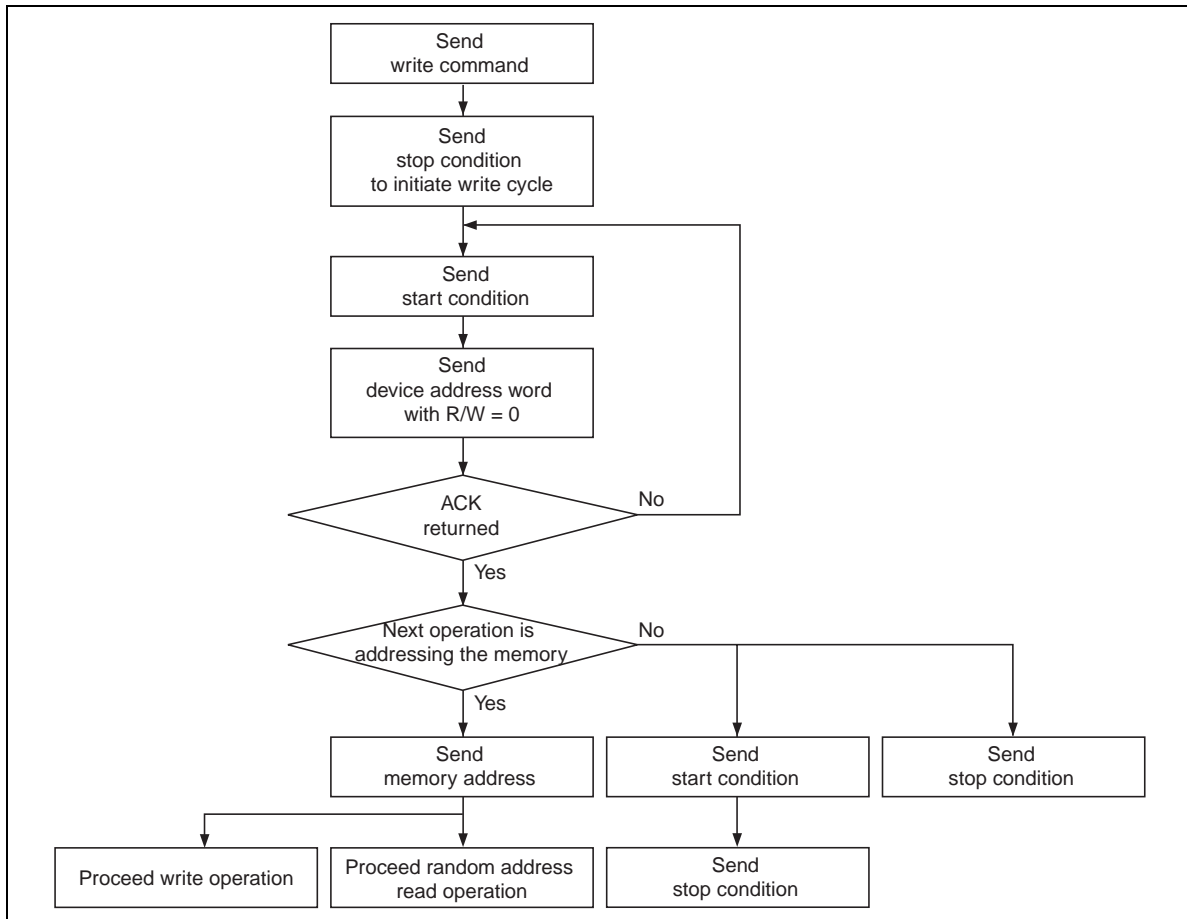 Send
write command
Send
stop condition
to initiate write cycle
Send
start condition
Send
device address word
with R/W = 0
ACK
returned
No
Yes
Next operation is
addressing the memory
No
Yes
Send
memory address
Send
start condition
Send
stop condition
Proceed write operation
Proceed random address
read operation
Send
stop condition